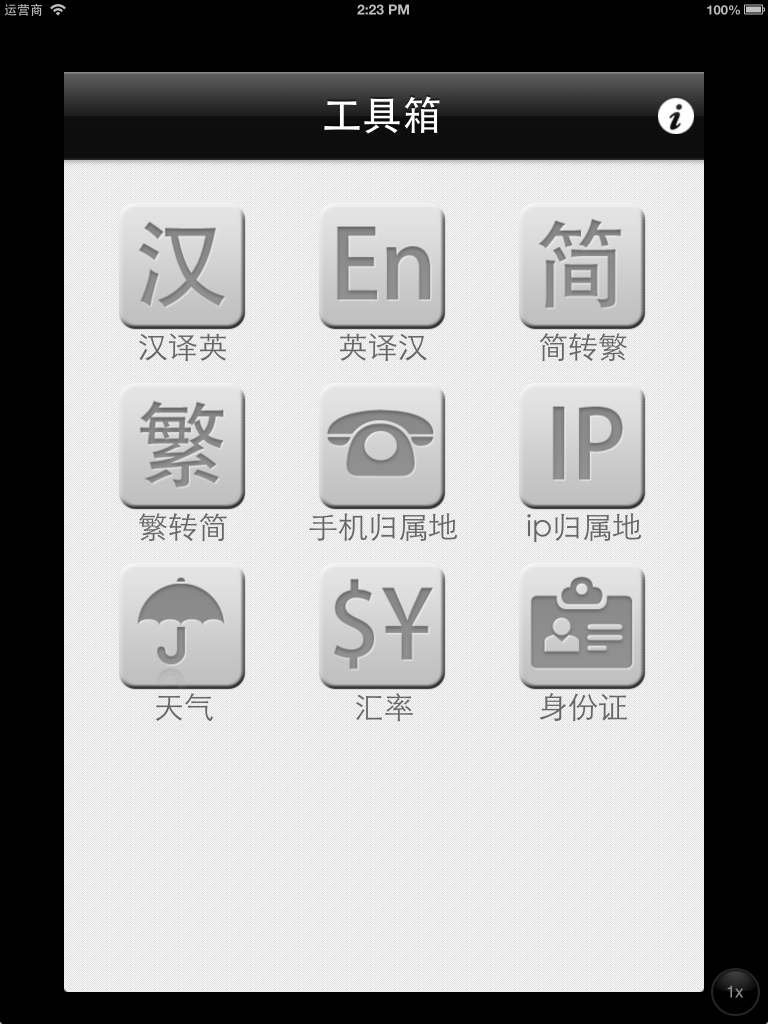 运营商 2:23 PM 100%
工具箱 i
汉 En 简
汉译英 英译汉 简转繁
繁 IP
繁转简 手机归属地 ip归属地
$¥
天气 汇率 身份证
1x